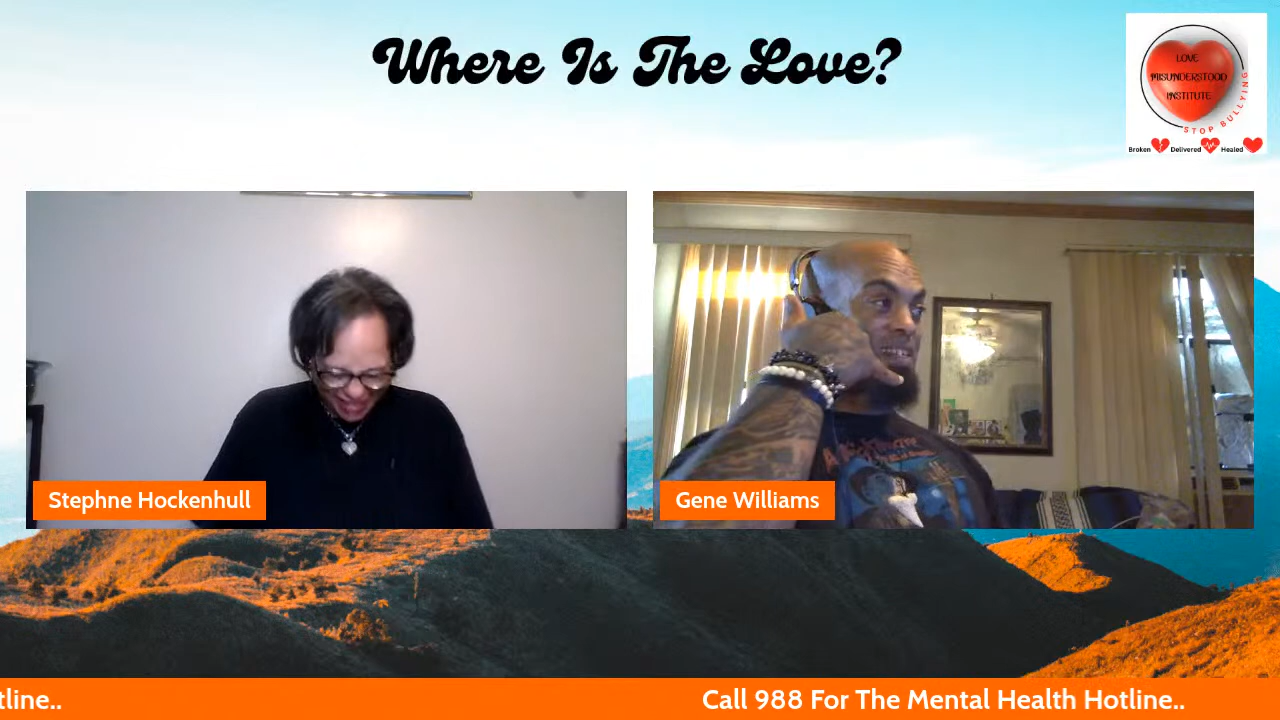 Where Is The Love?
LOVE
MISUNDERSTOOD
INSTITUTE
STOP BULLYING
Broken Delivered Healed
A Nightmare
Stephne Hockenhull
Gene Williams
tline.. Call 988 For The Mental Health Hotline..